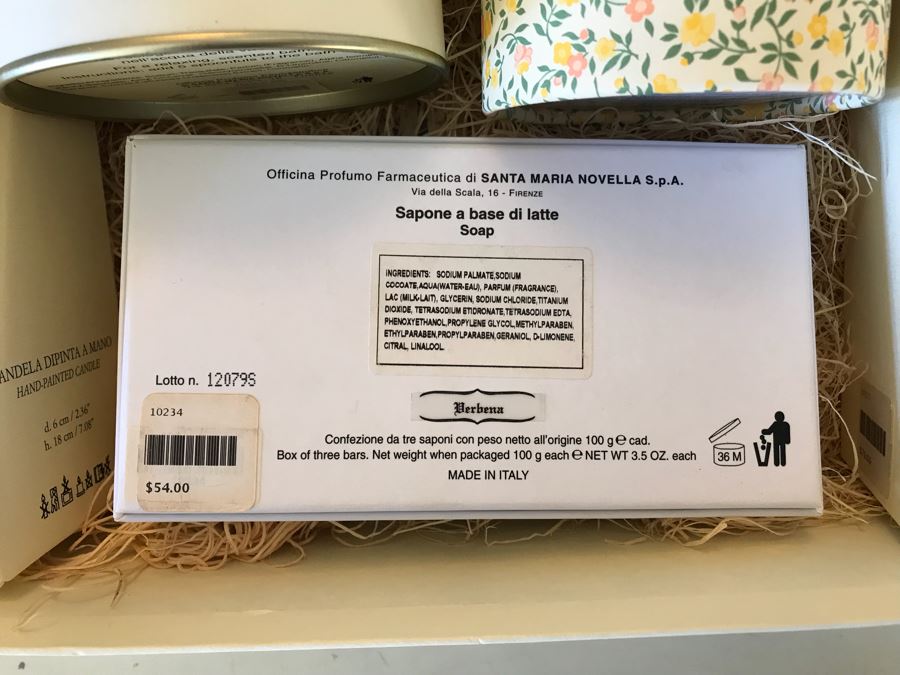 nell'acqua della
Officina Profumo Farmaceutica di SANTA MARIA NOVELLA S.p.A.
Via della Scala, 16 - FIRENZE
Sapone a base di latte
Soap
INGREDIENTS: SODIUM PALMATE,SODIUM
COCOATE,AQUA(WATER-EAU), PARFUM (FRAGRANCE),
LAC (MILK-LAIT), GLYCERIN, SODIUM CHLORIDE,TITANIUM
DIOXIDE, TETRASODIUM ETIDRONATE,TETRASODIUM EDTA,
PHENOXYETHANOL,PROPYLENE GLYCOL,METHYLPARABEN,
ETHYLPARABEN,PROPYLPARABEN,GERANIOL, D-LIMONENE,
CITRAL, LINALOOL.
Lotto n. 12079S
Verbena
Confezione da tre saponi con peso netto all'origine 100 g e cad.
Box of three bars. Net weight when packaged 100 g each e NET WT 3.5 OZ. each
MADE IN ITALY
36 M
10234
$54.00
ANDELA DIPINTA A MANO
HAND-PAINTED CANDLE
d. 6 cm / 2.36"
h. 18 cm / 7.08"